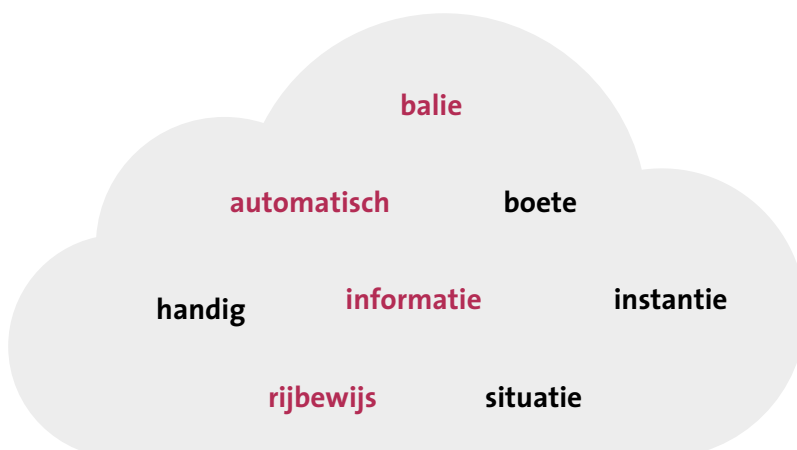 balie
automatisch boete
handig informatie instantie
rijbewijs situatie